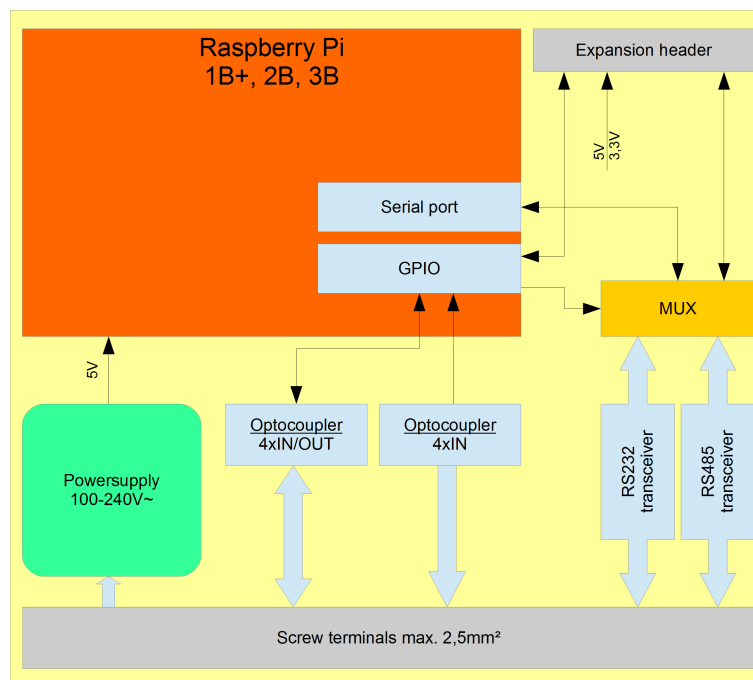 Raspberry Pi
1B+, 2B, 3B
Expansion header
5V
3,3V
Serial port
GPIO
MUX
5V
Powersupply
100-240V~
Optocoupler
4xIN/OUT
Optocoupler
4xIN
RS232
transceiver
RS485
transceiver
Screw terminals max. 2,5mm²